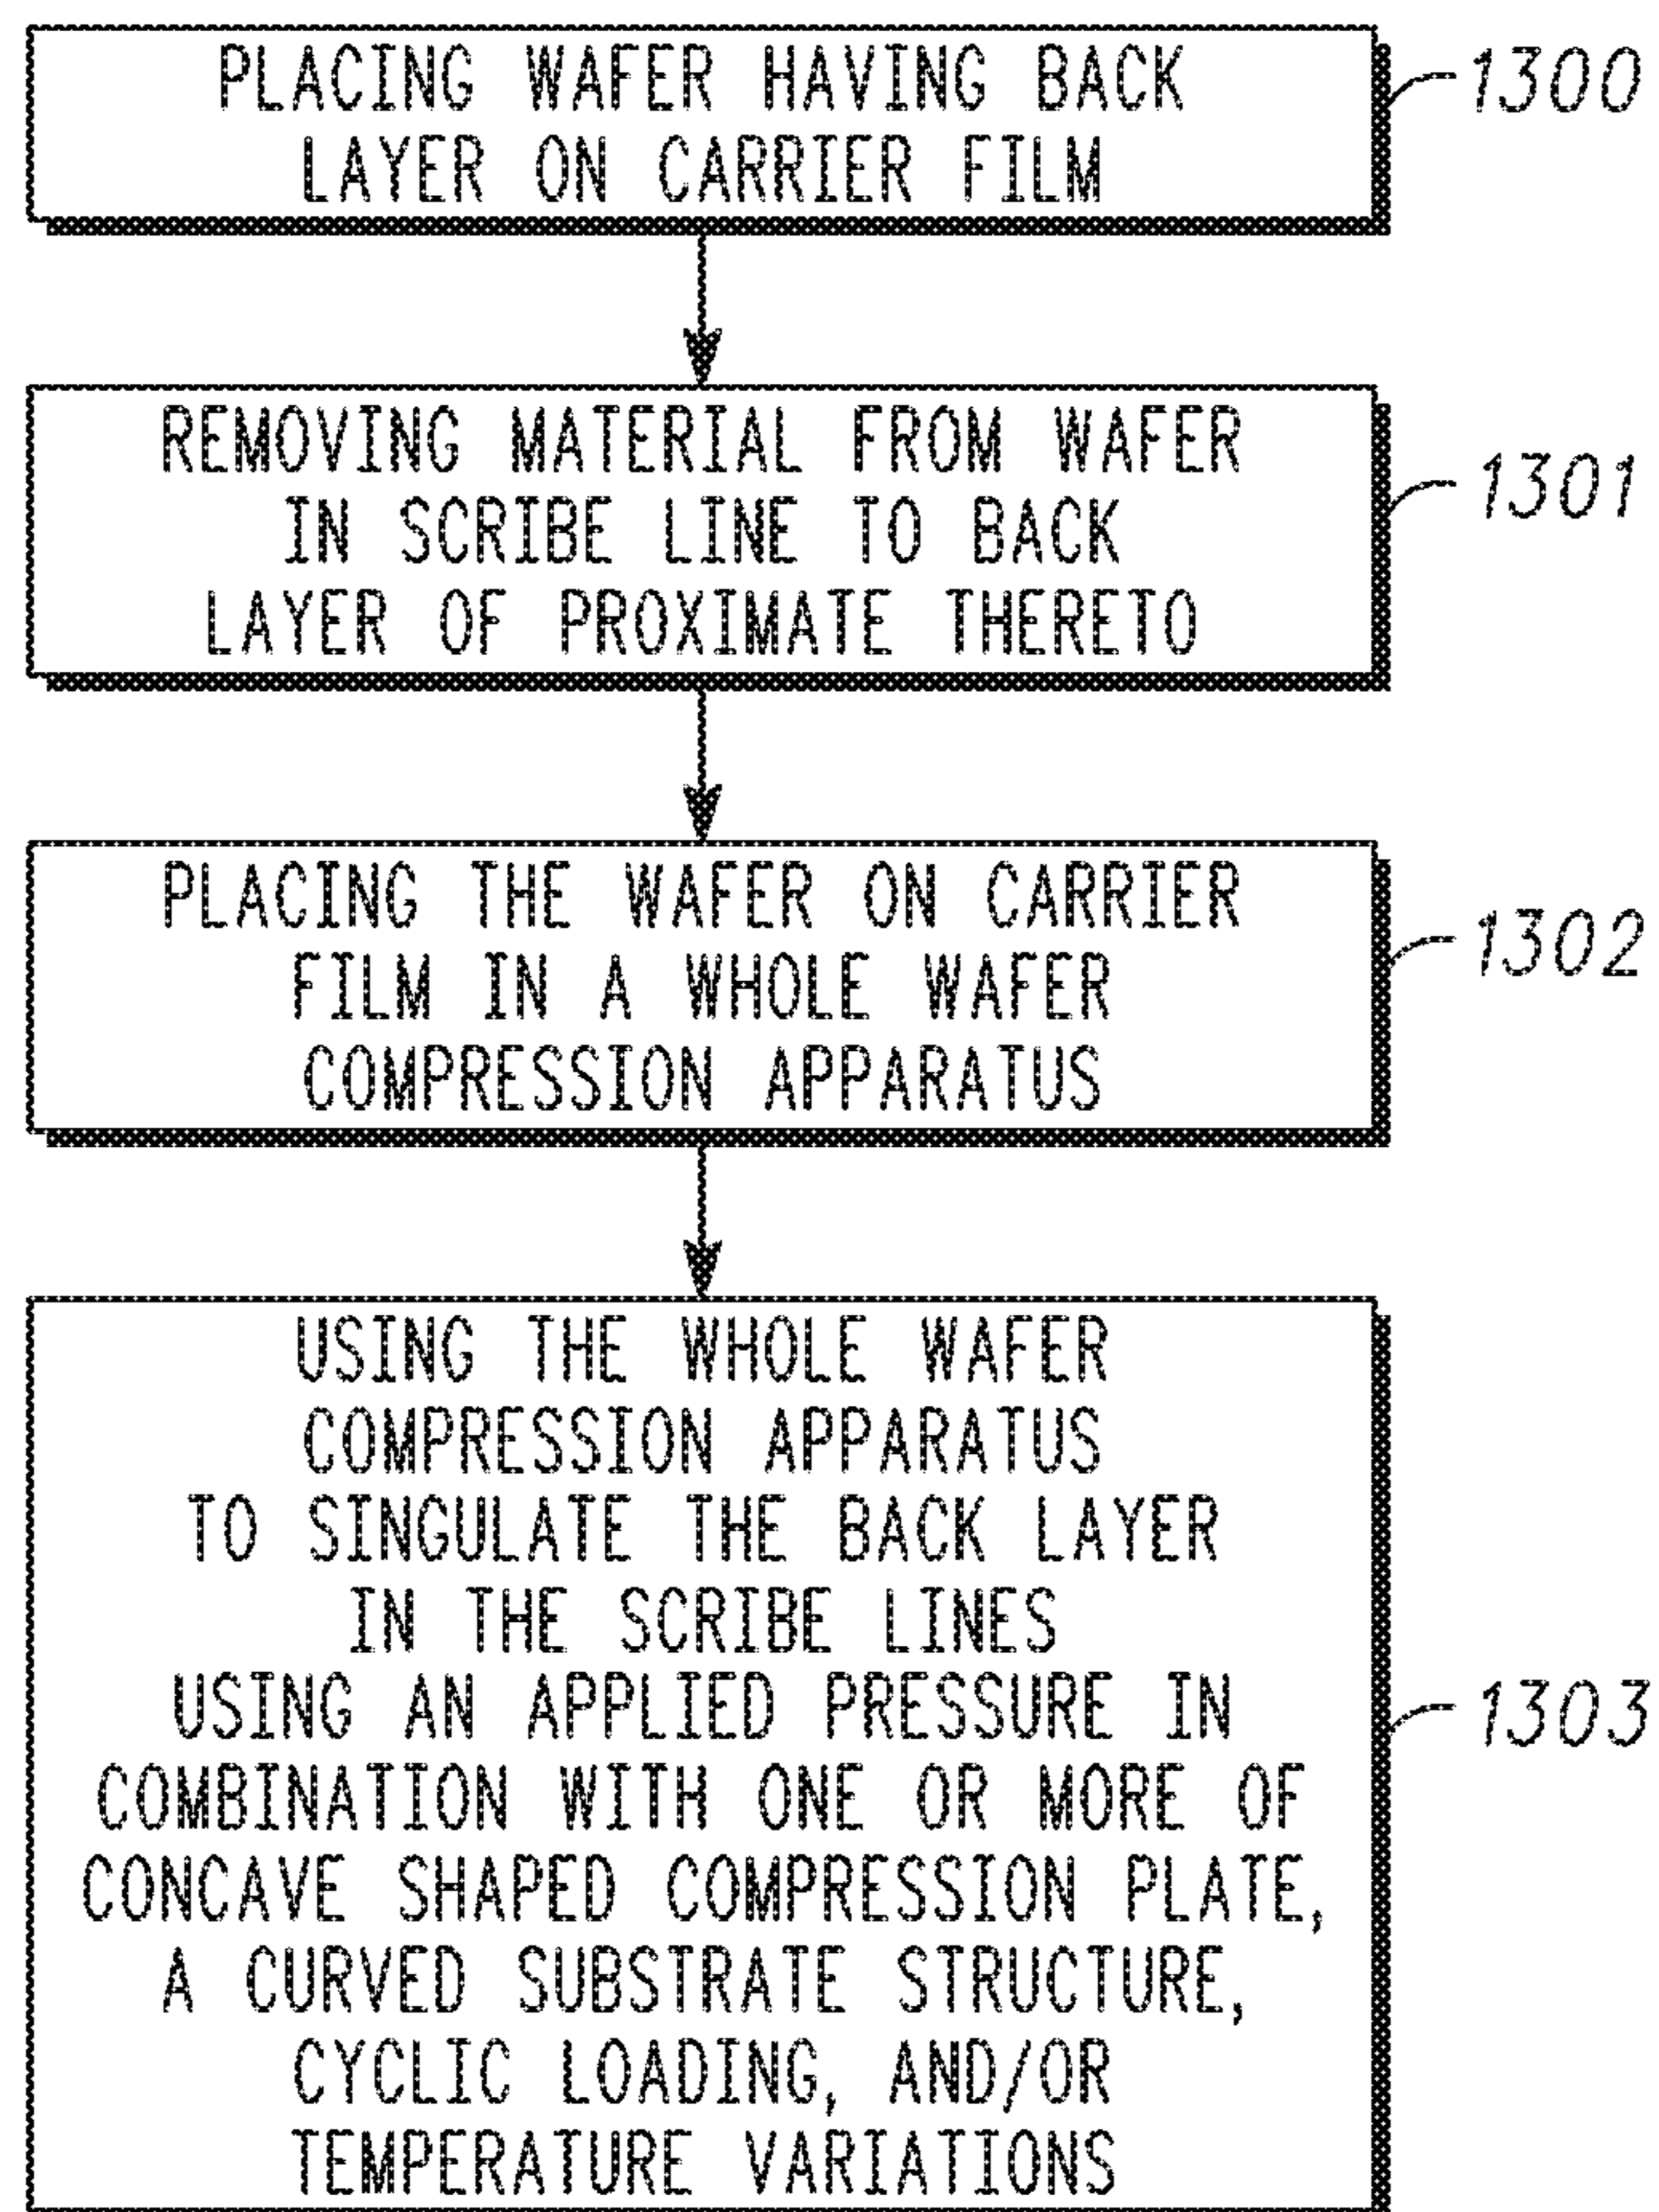 PLACING WAFER HAVING BACK
LAYER ON CARRIER FILM
1300
REMOVING MATERIAL FROM WAFER
IN SCRIBE LINE TO BACK
LAYER OF PROXIMATE THERETO
1301
PLACING THE WAFER ON CARRIER
FILM IN A WHOLE WAFER
COMPRESSION APPARATUS
1302
USING THE WHOLE WAFER
COMPRESSION APPARATUS
TO SINGULATE THE BACK LAYER
IN THE SCRIBE LINES
USING AN APPLIED PRESSURE IN
COMBINATION WITH ONE OR MORE OF
CONCAVE SHAPED COMPRESSION PLATE,
A CURVED SUBSTRATE STRUCTURE,
CYCLIC LOADING, AND/OR
TEMPERATURE VARIATIONS
1303